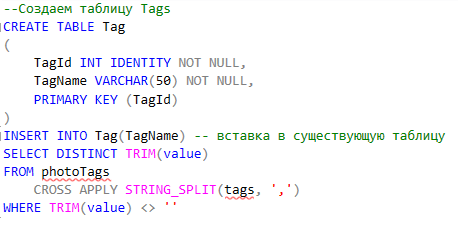 --Создаем таблицу Tags
CREATE TABLE Tag
(
    TagId INT IDENTITY NOT NULL,
    TagName VARCHAR(50) NOT NULL,
    PRIMARY KEY (TagId)
)
INSERT INTO Tag(TagName) -- вставка в существующую таблицу
SELECT DISTINCT TRIM(value)
FROM photoTags
    CROSS APPLY STRING_SPLIT(tags, ',')
WHERE TRIM(value) <> ''